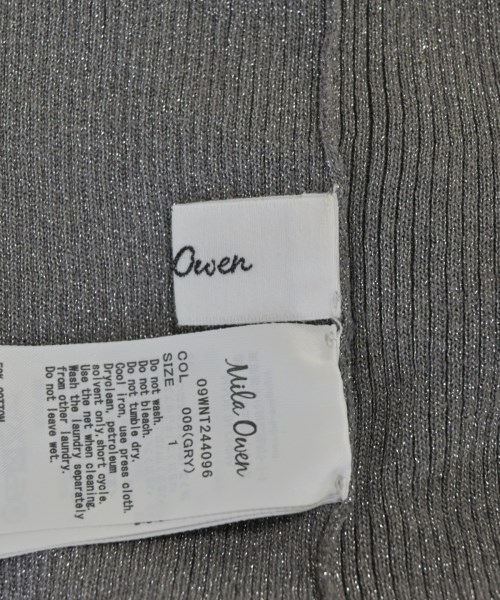 Owen
Mila Owen
09WNT244096
COL 006(GRY)
SIZE 1
Do not wash.
Do not bleach.
Do not tumble dry.
Cool iron, use press cloth.
Dryclean, petroleum
solvent only, short cycle.
Use the net when cleaning.
Wash the laundry separately
from other laundry.
Do not leave wet.